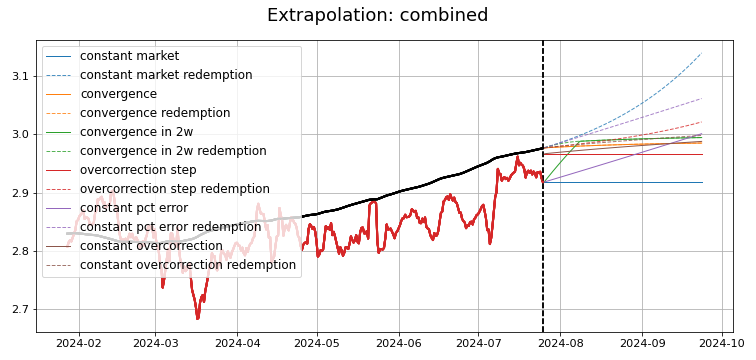 Extrapolation: combined
constant market
constant market redemption
convergence
convergence redemption
convergence in 2w
convergence in 2w redemption
overcorrection step
overcorrection step redemption
constant pct error
constant pct error redemption
constant overcorrection
constant overcorrection redemption
3.1
3.0
2.9
2.8
2.7
2024-02 2024-03 2024-04 2024-05 2024-06 2024-07 2024-08 2024-09 2024-10